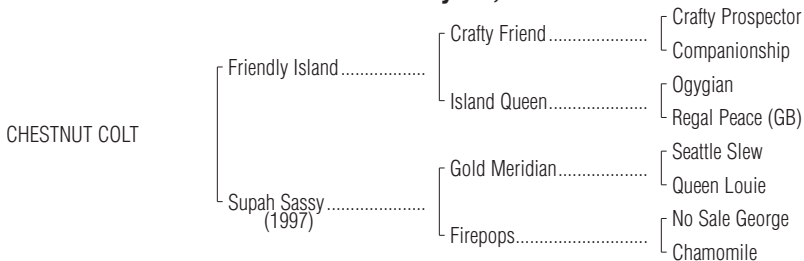 Crafty Prospector
Crafty Friend.....................
Companionship
Friendly Island..................
Ogygian
Island Queen.....................
Regal Peace (GB)
CHESTNUT COLT
Seattle Slew
Gold Meridian...................
Queen Louie
Supah Sassy.....................
(1997)
No Sale George
Firepops............................
Chamomile